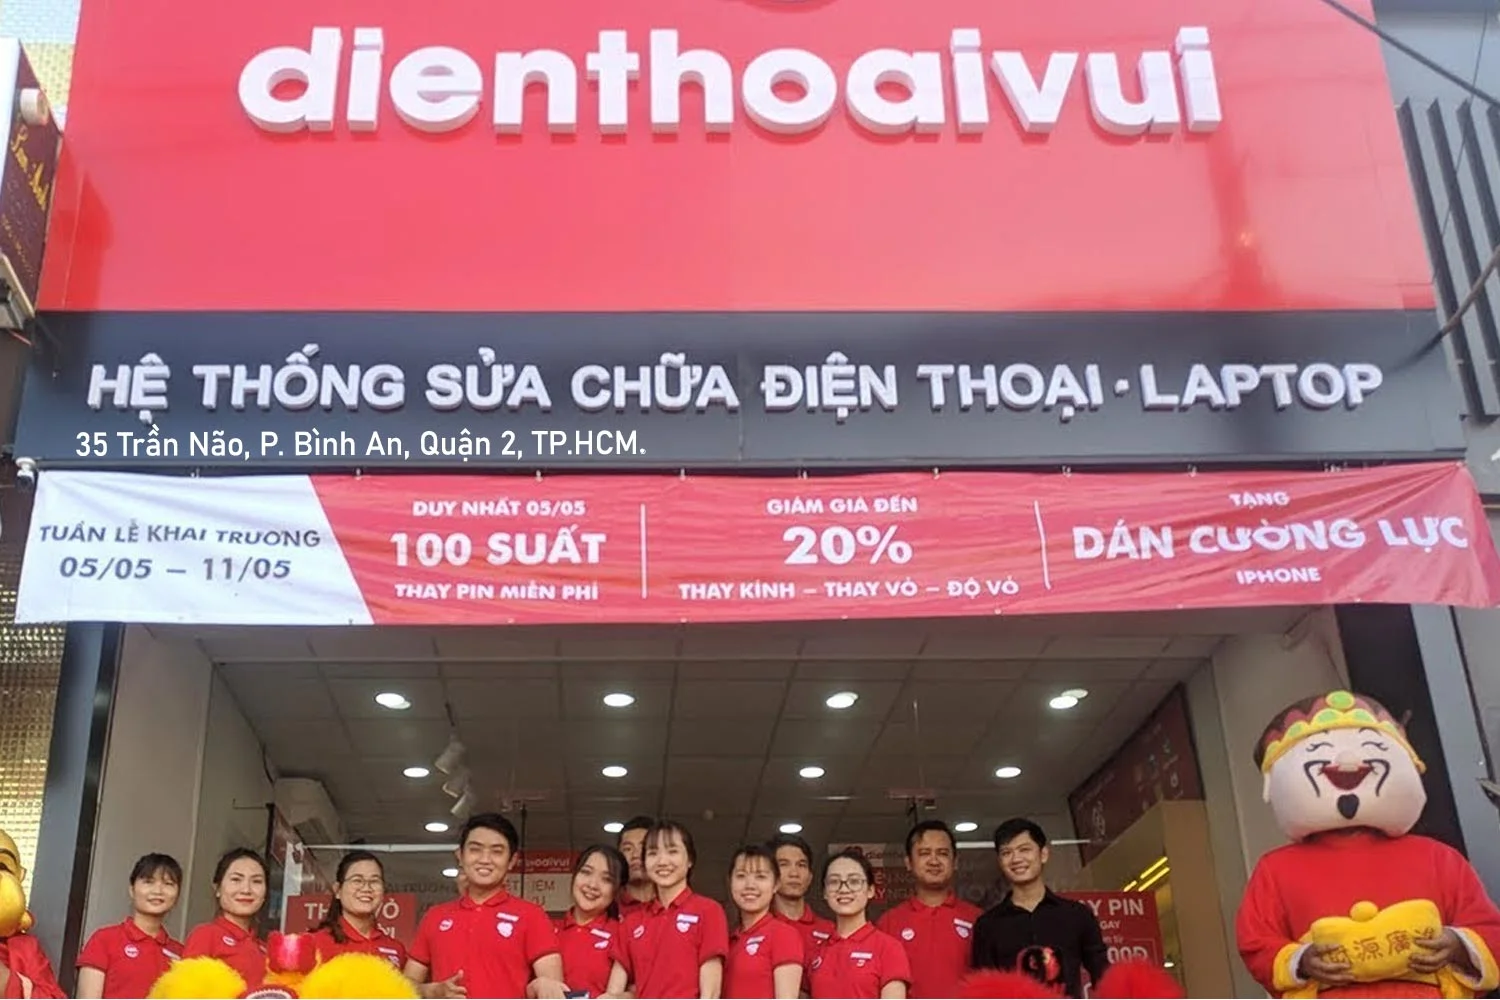 dienthoaivui
HỆ THỐNG SỬA CHỮA ĐIỆN THOẠI · LAPTOP
35 Trần Não, P. Bình An, Quận 2, TP.HCM.
TUẦN LỄ KHAI TRƯƠNG
05/05 – 11/05
DUY NHẤT 05/05
100 SUẤT
THAY PIN MIỄN PHÍ
GIẢM GIÁ ĐẾN
20%
THAY KÍNH – THAY VỎ – ĐỘ VỎ
TẶNG
DÁN CƯỜNG LỰC
IPHONE